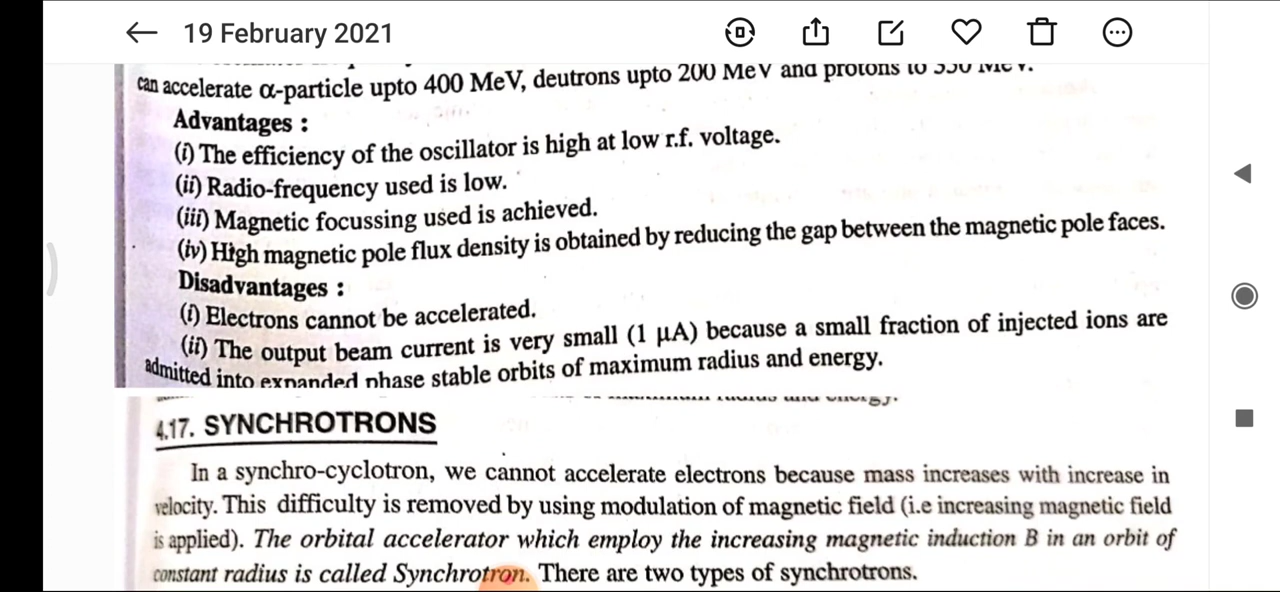 19 February 2021
can accelerate α-particle upto 400 MeV, deutrons upto 200 MeV and protons to 350 MeV.
Advantages :
(i) The efficiency of the oscillator is high at low r.f. voltage.
(ii) Radio-frequency used is low.
(iii) Magnetic focussing used is achieved.
(iv) High magnetic pole flux density is obtained by reducing the gap between the magnetic pole faces.
Disadvantages :
(i) Electrons cannot be accelerated.
(ii) The output beam current is very small (1 μA) because a small fraction of injected ions are
admitted into expanded phase stable orbits of maximum radius and energy.
4.17. SYNCHROTRONS
In a synchro-cyclotron, we cannot accelerate electrons because mass increases with increase in
velocity. This difficulty is removed by using modulation of magnetic field (i.e increasing magnetic field
is applied). The orbital accelerator which employ the increasing magnetic induction B in an orbit of
constant radius is called Synchrotron. There are two types of synchrotrons.